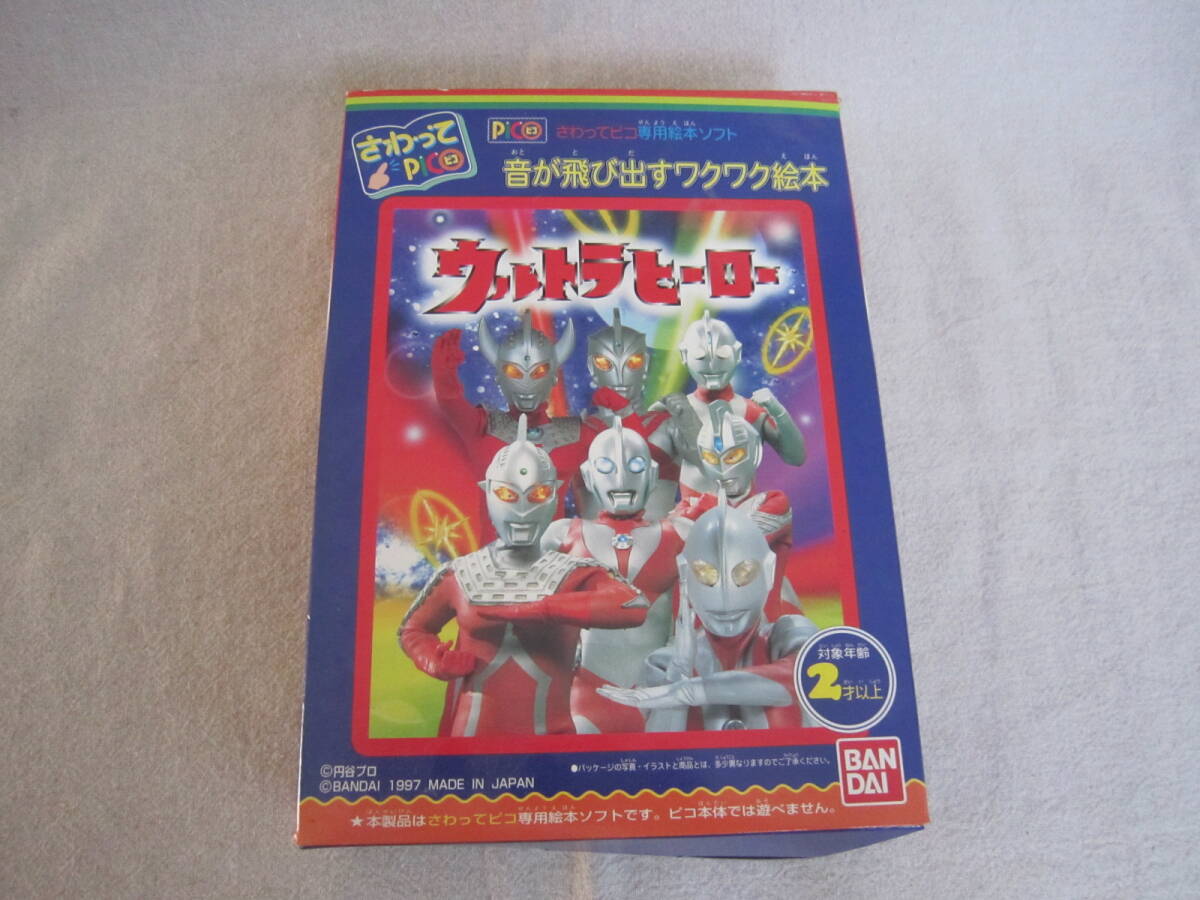 さわって
PiCO ピコ
PiCO ピコ さわってピコ専用絵本ソフト
音が飛び出すワクワク絵本
ウルトラヒーロー
対象年齢
2才以上
●パッケージの写真・イラストと商品とは、多少異なりますのでご了承ください。
©円谷プロ
©BANDAI 1997 MADE IN JAPAN
BAN
DAI
★本製品はさわってピコ専用絵本ソフトです。ピコ本体では遊べません。